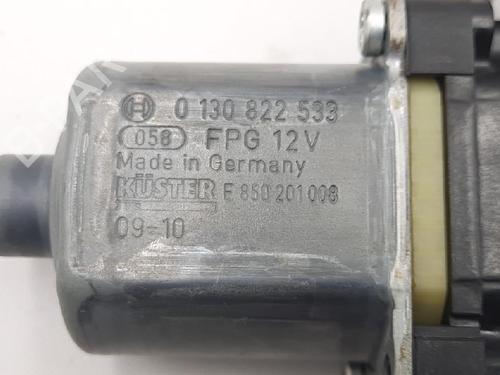 0 130 822 533
058 FPG 12V
Made in Germany
KÜSTER E 850 201 008
09-10